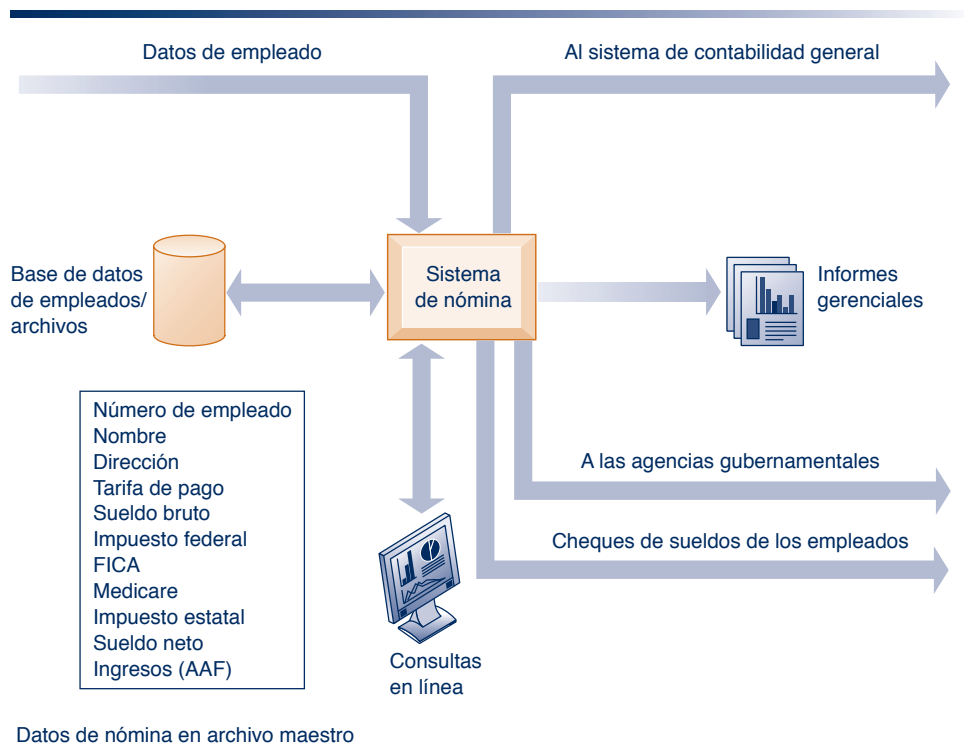 Datos de empleado
Al sistema de contabilidad general
Base de datos
de empleados/
archivos
Sistema
de nómina
Informes
gerenciales
Número de empleado
Nombre
Dirección
Tarifa de pago
Sueldo bruto
Impuesto federal
FICA
Medicare
Impuesto estatal
Sueldo neto
Ingresos (AAF)
A las agencias gubernamentales
Cheques de sueldos de los empleados
Consultas
en línea
Datos de nómina en archivo maestro